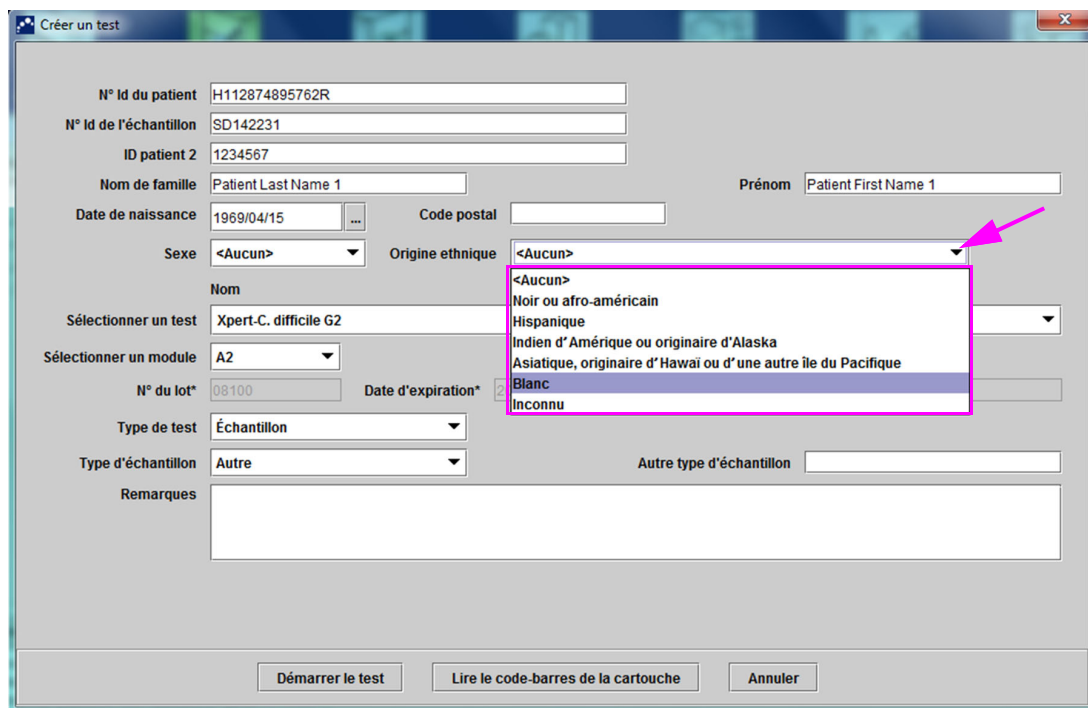 Créer un test
N° Id du patient H112874895762R
N° Id de l'échantillon SD142231
ID patient 2 1234567
Nom de famille Patient Last Name 1 Prénom Patient First Name 1
Date de naissance 1969/04/15 ... Code postal
Sexe <Aucun> Origine ethnique <Aucun>
<Aucun>
Noir ou afro-américain
Hispanique
Indien d'Amérique ou originaire d'Alaska
Asiatique, originaire d'Hawaï ou d'une autre île du Pacifique
Blanc
Inconnu
Nom
Sélectionner un test Xpert-C. difficile G2
Sélectionner un module A2
N° du lot* 08100 Date d'expiration* 2
Type de test Échantillon
Type d'échantillon Autre Autre type d'échantillon
Remarques
Démarrer le test Lire le code-barres de la cartouche Annuler